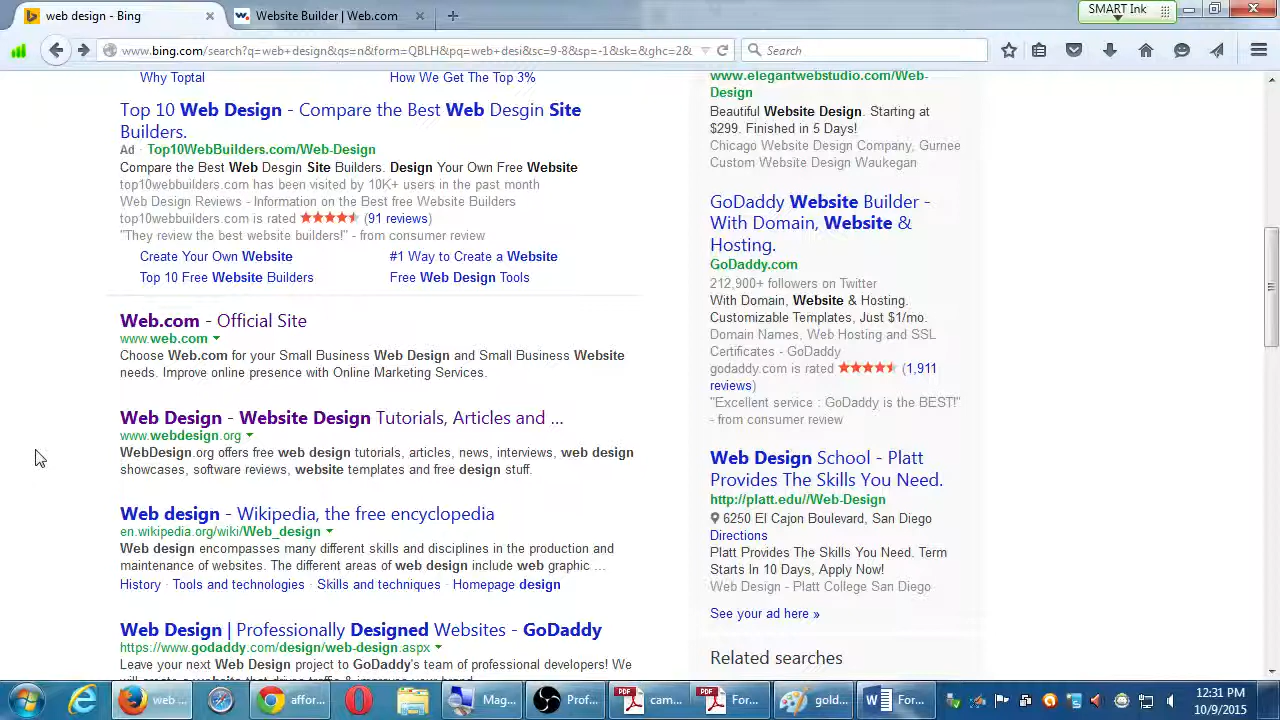 web design - Bing
Website Builder | Web.com
SMART Ink
www.bing.com/search?q=web+design&qs=n&form=QBLH&pq=web+desi&sc=9-8&sp=-1&sk=&ghc=2&
Search
Why Toptal
How We Get The Top 3%
Top 10 Web Design - Compare the Best Web Desgin Site
Builders.
Ad · Top10WebBuilders.com/Web-Design
Compare the Best Web Desgin Site Builders. Design Your Own Free Website
top10webbuilders.com has been visited by 10K+ users in the past month
Web Design Reviews - Information on the Best free Website Builders
top10webbuilders.com is rated (91 reviews)
"They review the best website builders!" - from consumer review
Create Your Own Website
#1 Way to Create a Website
Top 10 Free Website Builders
Free Web Design Tools
Web.com - Official Site
www.web.com
Choose Web.com for your Small Business Web Design and Small Business Website
needs. Improve online presence with Online Marketing Services.
Web Design - Website Design Tutorials, Articles and ...
www.webdesign.org
WebDesign.org offers free web design tutorials, articles, news, interviews, web design
showcases, software reviews, website templates and free design stuff.
Web design - Wikipedia, the free encyclopedia
en.wikipedia.org/wiki/Web_design
Web design encompasses many different skills and disciplines in the production and
maintenance of websites. The different areas of web design include web graphic ...
History · Tools and technologies · Skills and techniques · Homepage design
Web Design | Professionally Designed Websites - GoDaddy
https://www.godaddy.com/design/web-design.aspx
Leave your next Web Design project to GoDaddy's team of professional developers! We
will create a website that drives traffic & improves your brand.
www.elegantwebstudio.com/Web-
Design
Beautiful Website Design. Starting at
$299. Finished in 5 Days!
Chicago Website Design Company, Gurnee
Custom Website Design Waukegan
GoDaddy Website Builder -
With Domain, Website &
Hosting.
GoDaddy.com
212,900+ followers on Twitter
With Domain, Website & Hosting.
Customizable Templates, Just $1/mo.
Domain Names, Web Hosting and SSL
Certificates - GoDaddy
godaddy.com is rated (1,911
reviews)
"Excellent service : GoDaddy is the BEST!"
- from consumer review
Web Design School - Platt
Provides The Skills You Need.
http://platt.edu//Web-Design
6250 El Cajon Boulevard, San Diego
Directions
Platt Provides The Skills You Need. Term
Starts In 10 Days, Apply Now!
Web Design - Platt College San Diego
See your ad here »
Related searches
web ...
affor...
Mag...
Prof...
PDF
cam...
PDF
For...
gold...
For...
12:31 PM
10/9/2015